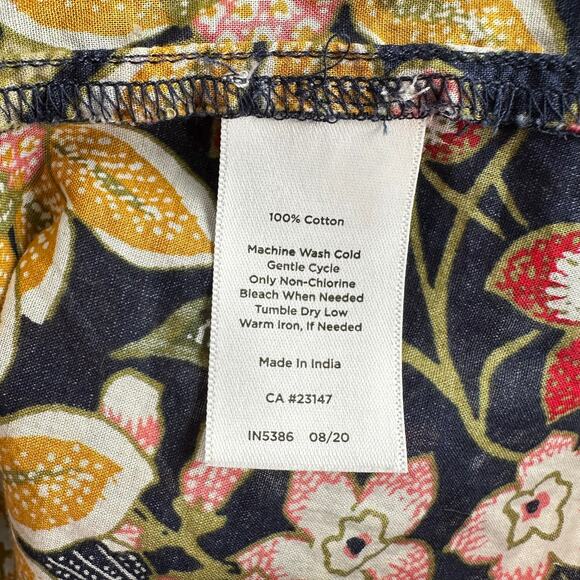 100% Cotton
Machine Wash Cold
Gentle Cycle
Only Non-Chlorine
Bleach When Needed
Tumble Dry Low
Warm Iron, If Needed
Made In India
CA #23147
IN5386 08/20